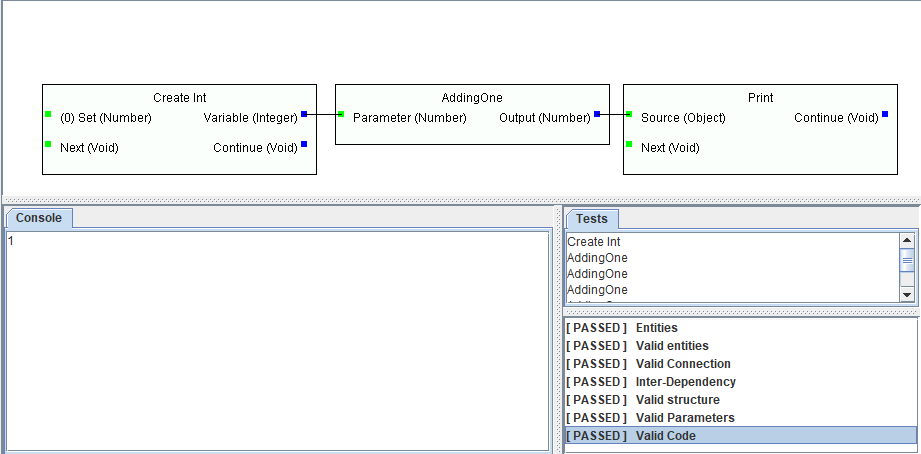 Create Int
(0) Set (Number) Variable (Integer)
Next (Void) Continue (Void)
AddingOne
Parameter (Number) Output (Number)
Print
Source (Object) Continue (Void)
Next (Void)
Console
1
Tests
Create Int
AddingOne
AddingOne
AddingOne
[ PASSED ] Entities
[ PASSED ] Valid entities
[ PASSED ] Valid Connection
[ PASSED ] Inter-Dependency
[ PASSED ] Valid structure
[ PASSED ] Valid Parameters
[ PASSED ] Valid Code